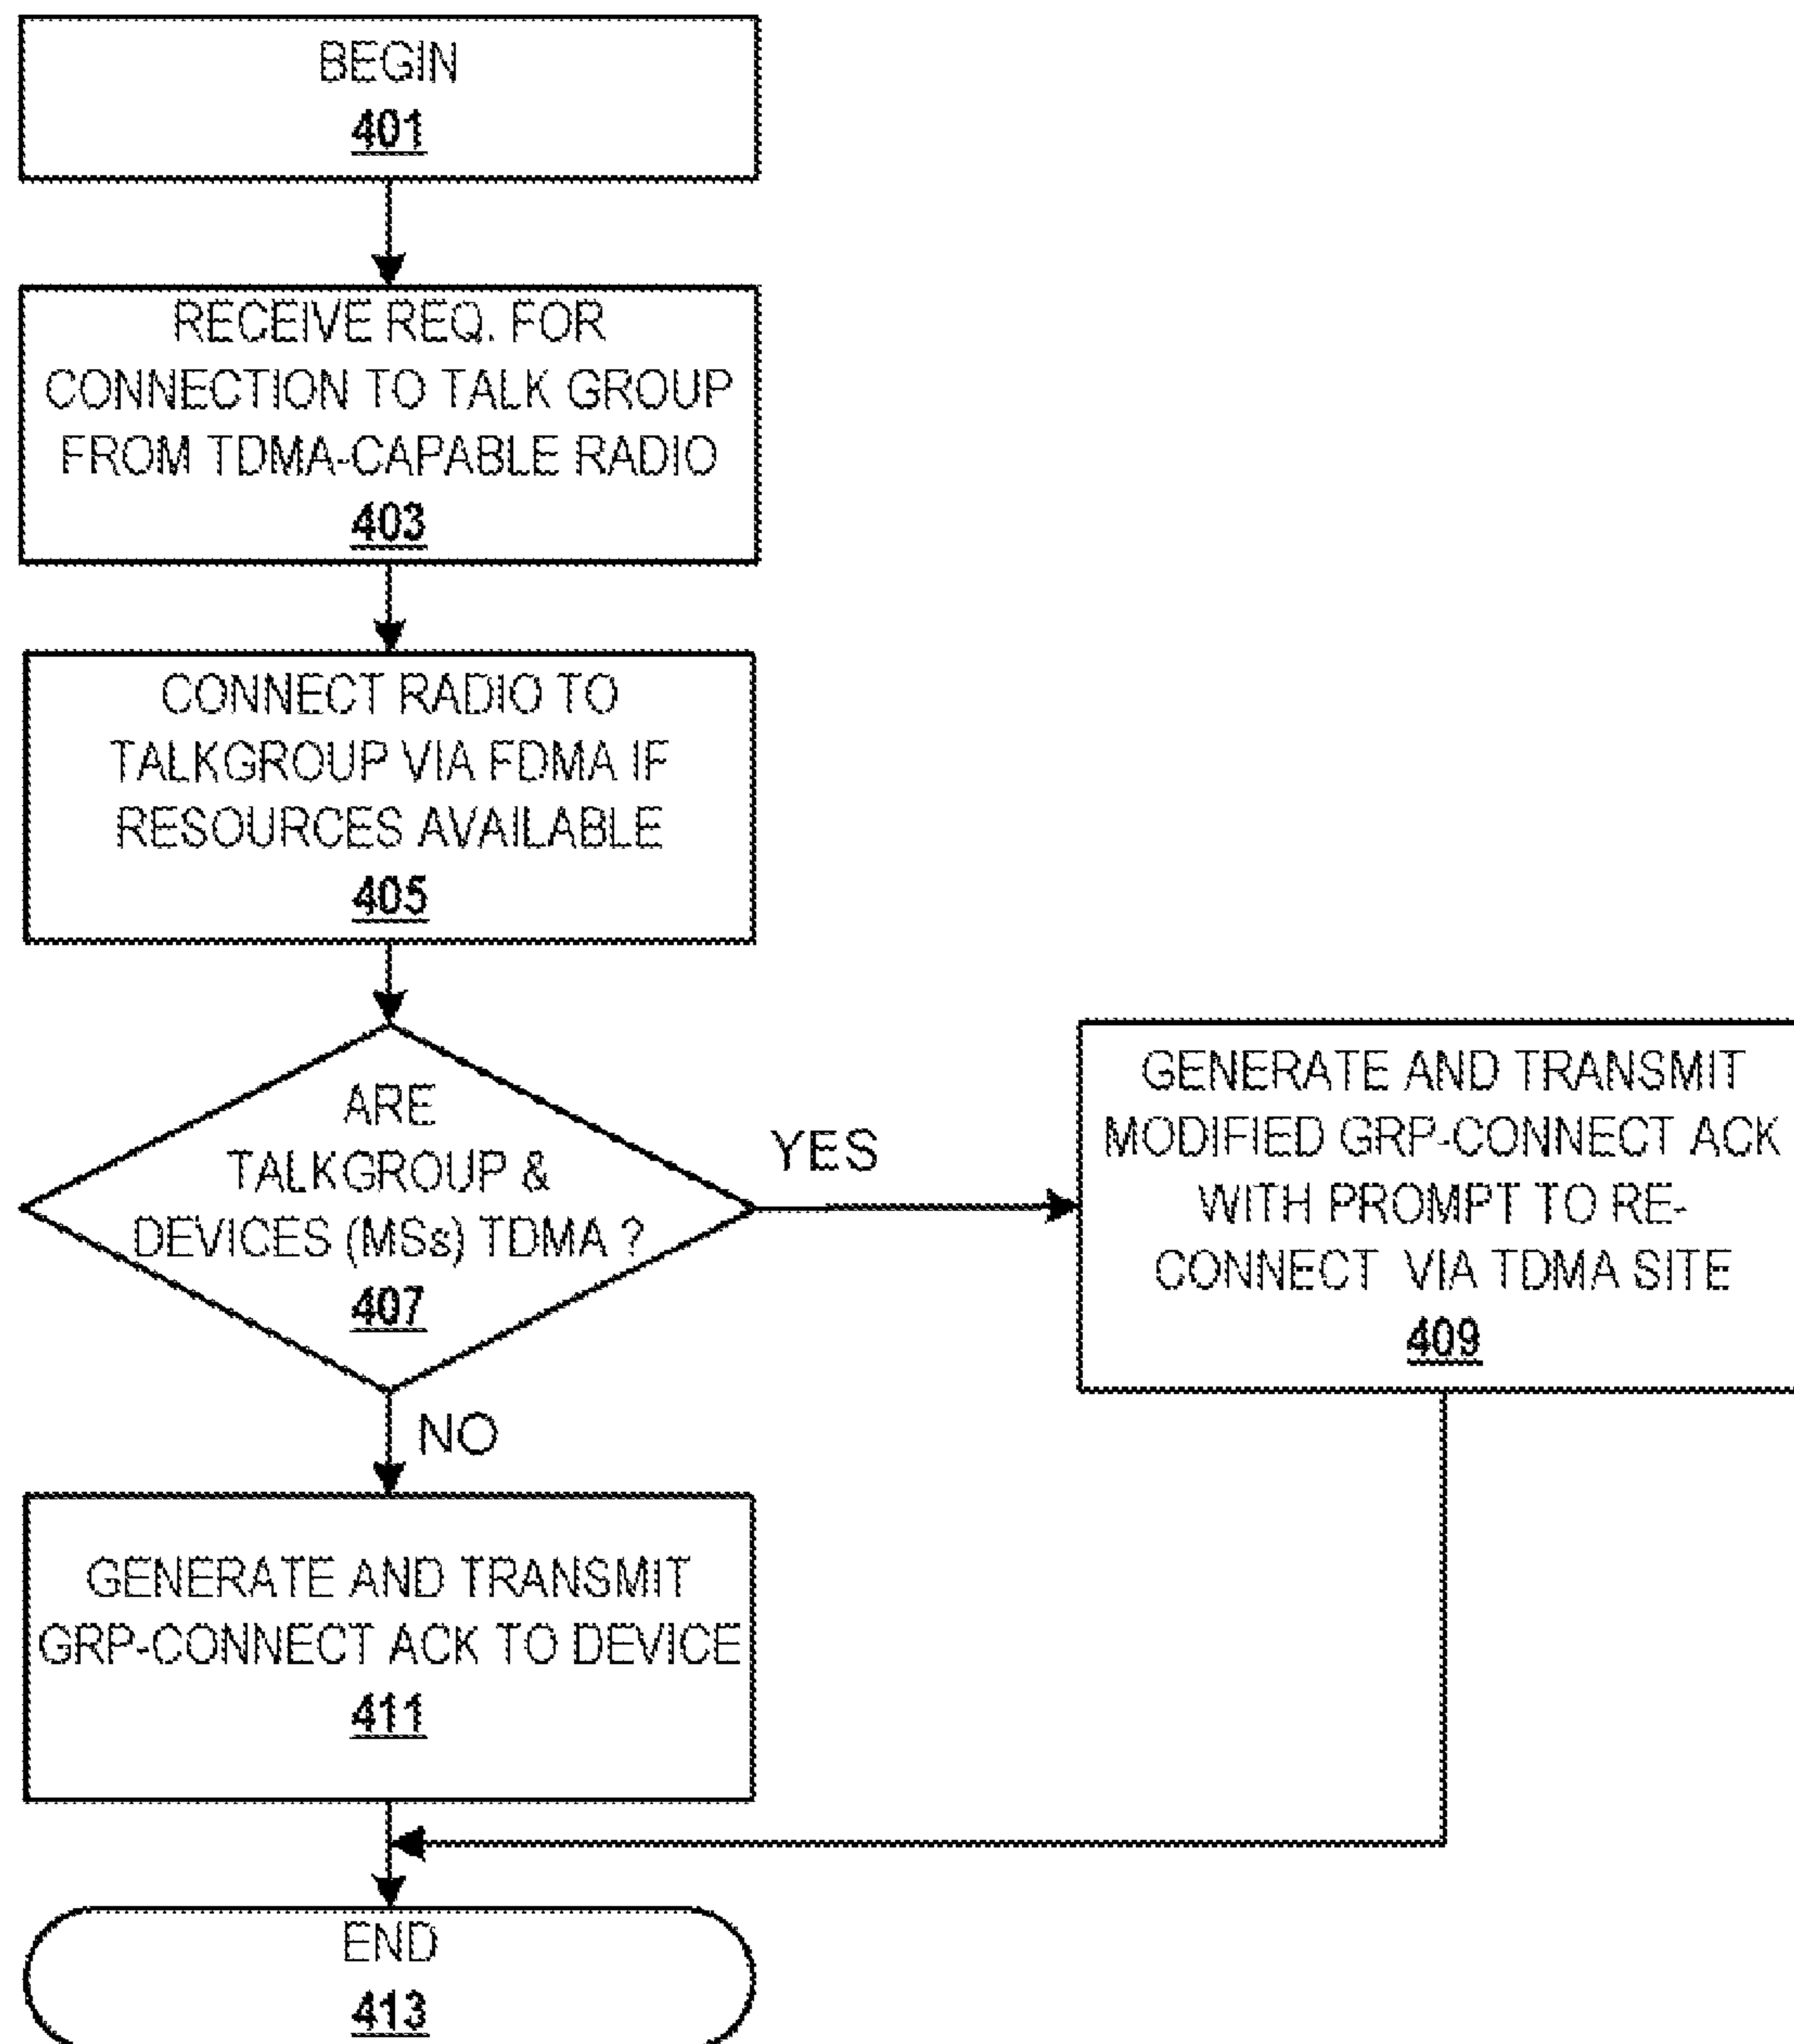 BEGIN
401
RECEIVE REQ. FOR
CONNECTION TO TALK GROUP
FROM TDMA-CAPABLE RADIO
403
CONNECT RADIO TO
TALKGROUP VIA FDMA IF
RESOURCES AVAILABLE
405
ARE
TALKGROUP &
DEVICES (MSs) TDMA ?
407
YES
GENERATE AND TRANSMIT
MODIFIED GRP-CONNECT ACK
WITH PROMPT TO RE-
CONNECT VIA TDMA SITE
409
NO
GENERATE AND TRANSMIT
GRP-CONNECT ACK TO DEVICE
411
END
413